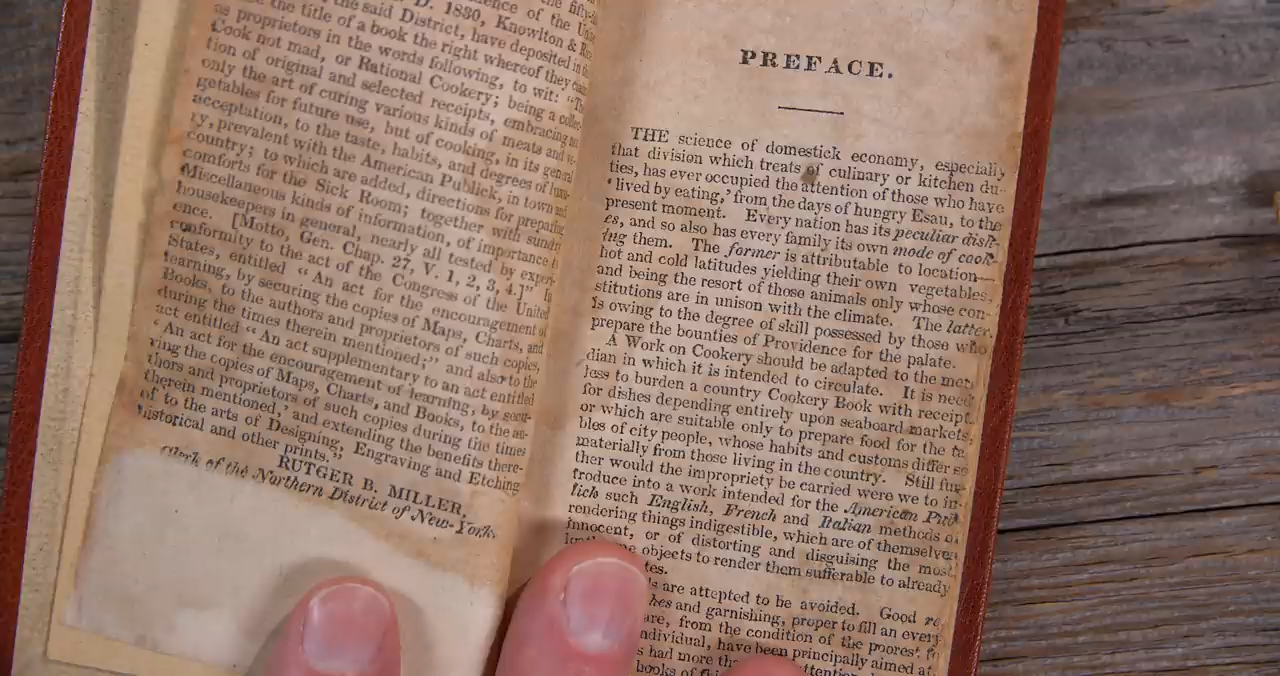 the fifty-
ence of the Uni
D. 1830, Knowlton & R
the said District, have deposited in
the title of a book the right whereof they
as proprietors in the words following, to wit: "Th
Cook not mad, or Rational Cookery; being a collec-
tion of original and selected receipts, embracing
only the art of curing various kinds of meats and ve-
getables for future use, but of cooking, in its general
acceptation, to the taste, habits, and degrees of luxu-
ry, prevalent with the American Publick, in town and
country; to which are added, directions for preparing
comforts for the Sick Room; together with sundry
Miscellaneous kinds of information, of importance to
housekeepers in general, nearly all tested by experi-
ence. [Motto, Gen. Chap. 27, V. 1, 2, 3, 4.]" In
conformity to the act of the Congress of the United
States, entitled "An act for the encouragement of
learning, by securing the copies of Maps, Charts, and
Books, to the authors and proprietors of such copies,
during the times therein mentioned;" and also to the
act entitled "An act supplementary to an act entitled
'An act for the encouragement of learning, by secu-
ring the copies of Maps, Charts, and Books, to the au-
thors and proprietors of such copies during the times
therein mentioned,' and extending the benefits there-
of to the arts of Designing, Engraving and Etching
historical and other prints."
RUTGER B. MILLER,
Clerk of the Northern District of New-York.
PREFACE.
THE science of domestick economy, especially
that division which treats of culinary or kitchen du-
ties, has ever occupied the attention of those who have
'lived by eating,' from the days of hungry Esau, to the
present moment. Every nation has its peculiar dish-
es, and so also has every family its own mode of cook-
ing them. The former is attributable to location—
hot and cold latitudes yielding their own vegetables,
and being the resort of those animals only whose con-
stitutions are in unison with the climate. The latter
is owing to the degree of skill possessed by those who
prepare the bounties of Providence for the palate.
A Work on Cookery should be adapted to the meri-
dian in which it is intended to circulate. It is need-
less to burden a country Cookery Book with receipts
for dishes depending entirely upon seaboard markets,
or which are suitable only to prepare food for the ta-
bles of city people, whose habits and customs differ so
materially from those living in the country. Still fur-
ther would the impropriety be carried were we to in-
troduce into a work intended for the American Pub-
lick such English, French and Italian methods of
rendering things indigestible, which are of themselves
innocent, or of distorting and disguising the most
objects to render them sufferable to already
tes.
are attepted to be avoided. Good re
hes and garnishing, proper to fill an every
are, from the condition of the poorest
ndividual, have been principally aimed at
s had more
books of